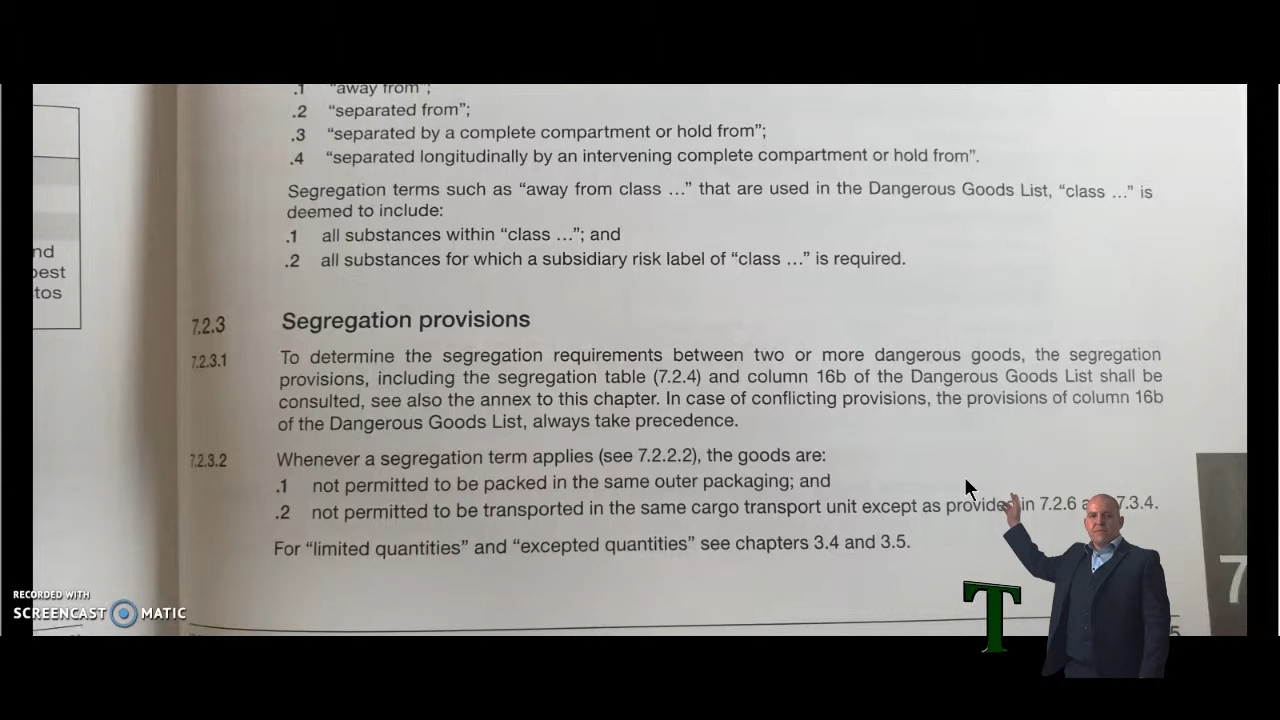 .1 "away from";
.2 "separated from";
.3 "separated by a complete compartment or hold from";
.4 "separated longitudinally by an intervening complete compartment or hold from".
Segregation terms such as "away from class ..." that are used in the Dangerous Goods List, "class ..." is
deemed to include:
.1 all substances within "class ..."; and
.2 all substances for which a subsidiary risk label of "class ..." is required.
nd
best
tos
7.2.3 Segregation provisions
7.2.3.1 To determine the segregation requirements between two or more dangerous goods, the segregation
provisions, including the segregation table (7.2.4) and column 16b of the Dangerous Goods List shall be
consulted, see also the annex to this chapter. In case of conflicting provisions, the provisions of column 16b
of the Dangerous Goods List, always take precedence.
7.2.3.2 Whenever a segregation term applies (see 7.2.2.2), the goods are:
.1 not permitted to be packed in the same outer packaging; and
.2 not permitted to be transported in the same cargo transport unit except as provided in 7.2.6 7.3.4.
For "limited quantities" and "excepted quantities" see chapters 3.4 and 3.5.
7
T
5
RECORDED WITH
SCREENCAST MATIC